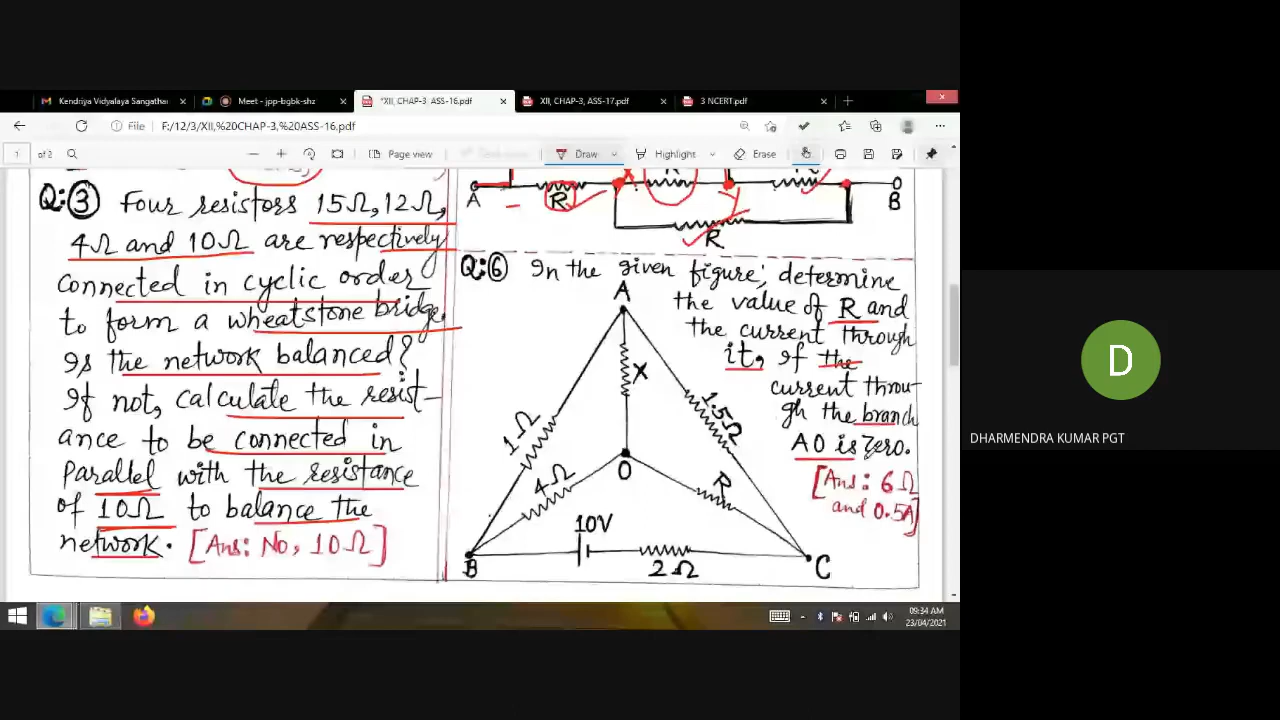 Kendriya Vidyalaya Sangathan
Meet - jpp-bgbk-shz
*XII, CHAP-3, ASS-16.pdf
XII, CHAP-3, ASS-17.pdf
3 NCERT.pdf
File
F:/12/3/XII,%20CHAP-3,%20ASS-16.pdf
1
of 2
Page view
Draw
Highlight
Erase
Q:③ Four resistors 15Ω, 12Ω,
4Ω and 10Ω are respectively
connected in cyclic order
to form a wheatstone bridge.
Is the network balanced?
If not, calculate the resist-
ance to be connected in
Parallel with the resistance
of 10Ω to balance the
network. [Ans: No, 10Ω]
A
R
B
R
Q:⑥ In the given figure, determine
the value of R and
the current through
it, if the
current throu-
gh the branch
AO is zero.
[Ans: 6Ω
and 0.5A]
A
X
1Ω
1.5Ω
4Ω
O
R
10V
B
2Ω
C
DHARMENDRA KUMAR PGT
D
09:34 AM
23/04/2021